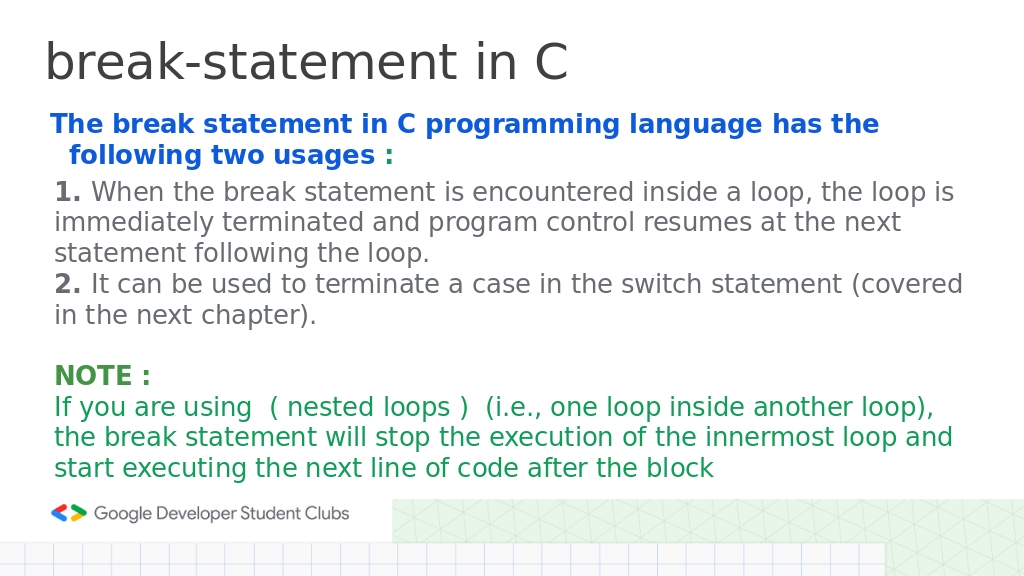 break-statement in C
The break statement in C programming language has the
following two usages :
1. When the break statement is encountered inside a loop, the loop is
immediately terminated and program control resumes at the next
statement following the loop.
2. It can be used to terminate a case in the switch statement (covered
in the next chapter).
NOTE :
If you are using  ( nested loops )  (i.e., one loop inside another loop),
the break statement will stop the execution of the innermost loop and
start executing the next line of code after the block
Google Developer Student Clubs